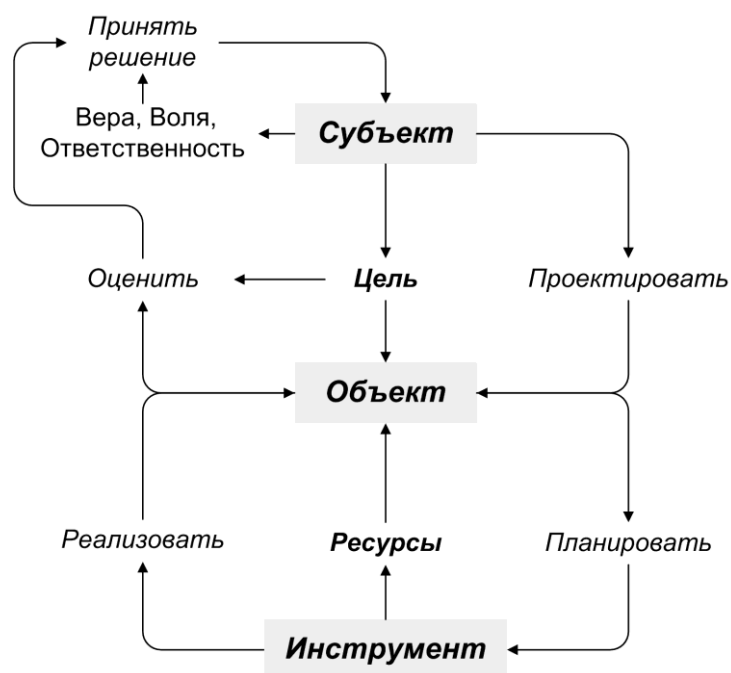 Принять
решение
Вера, Воля,
Ответственность
Субъект
Оценить
Цель
Проектировать
Объект
Реализовать
Ресурсы
Планировать
Инструмент